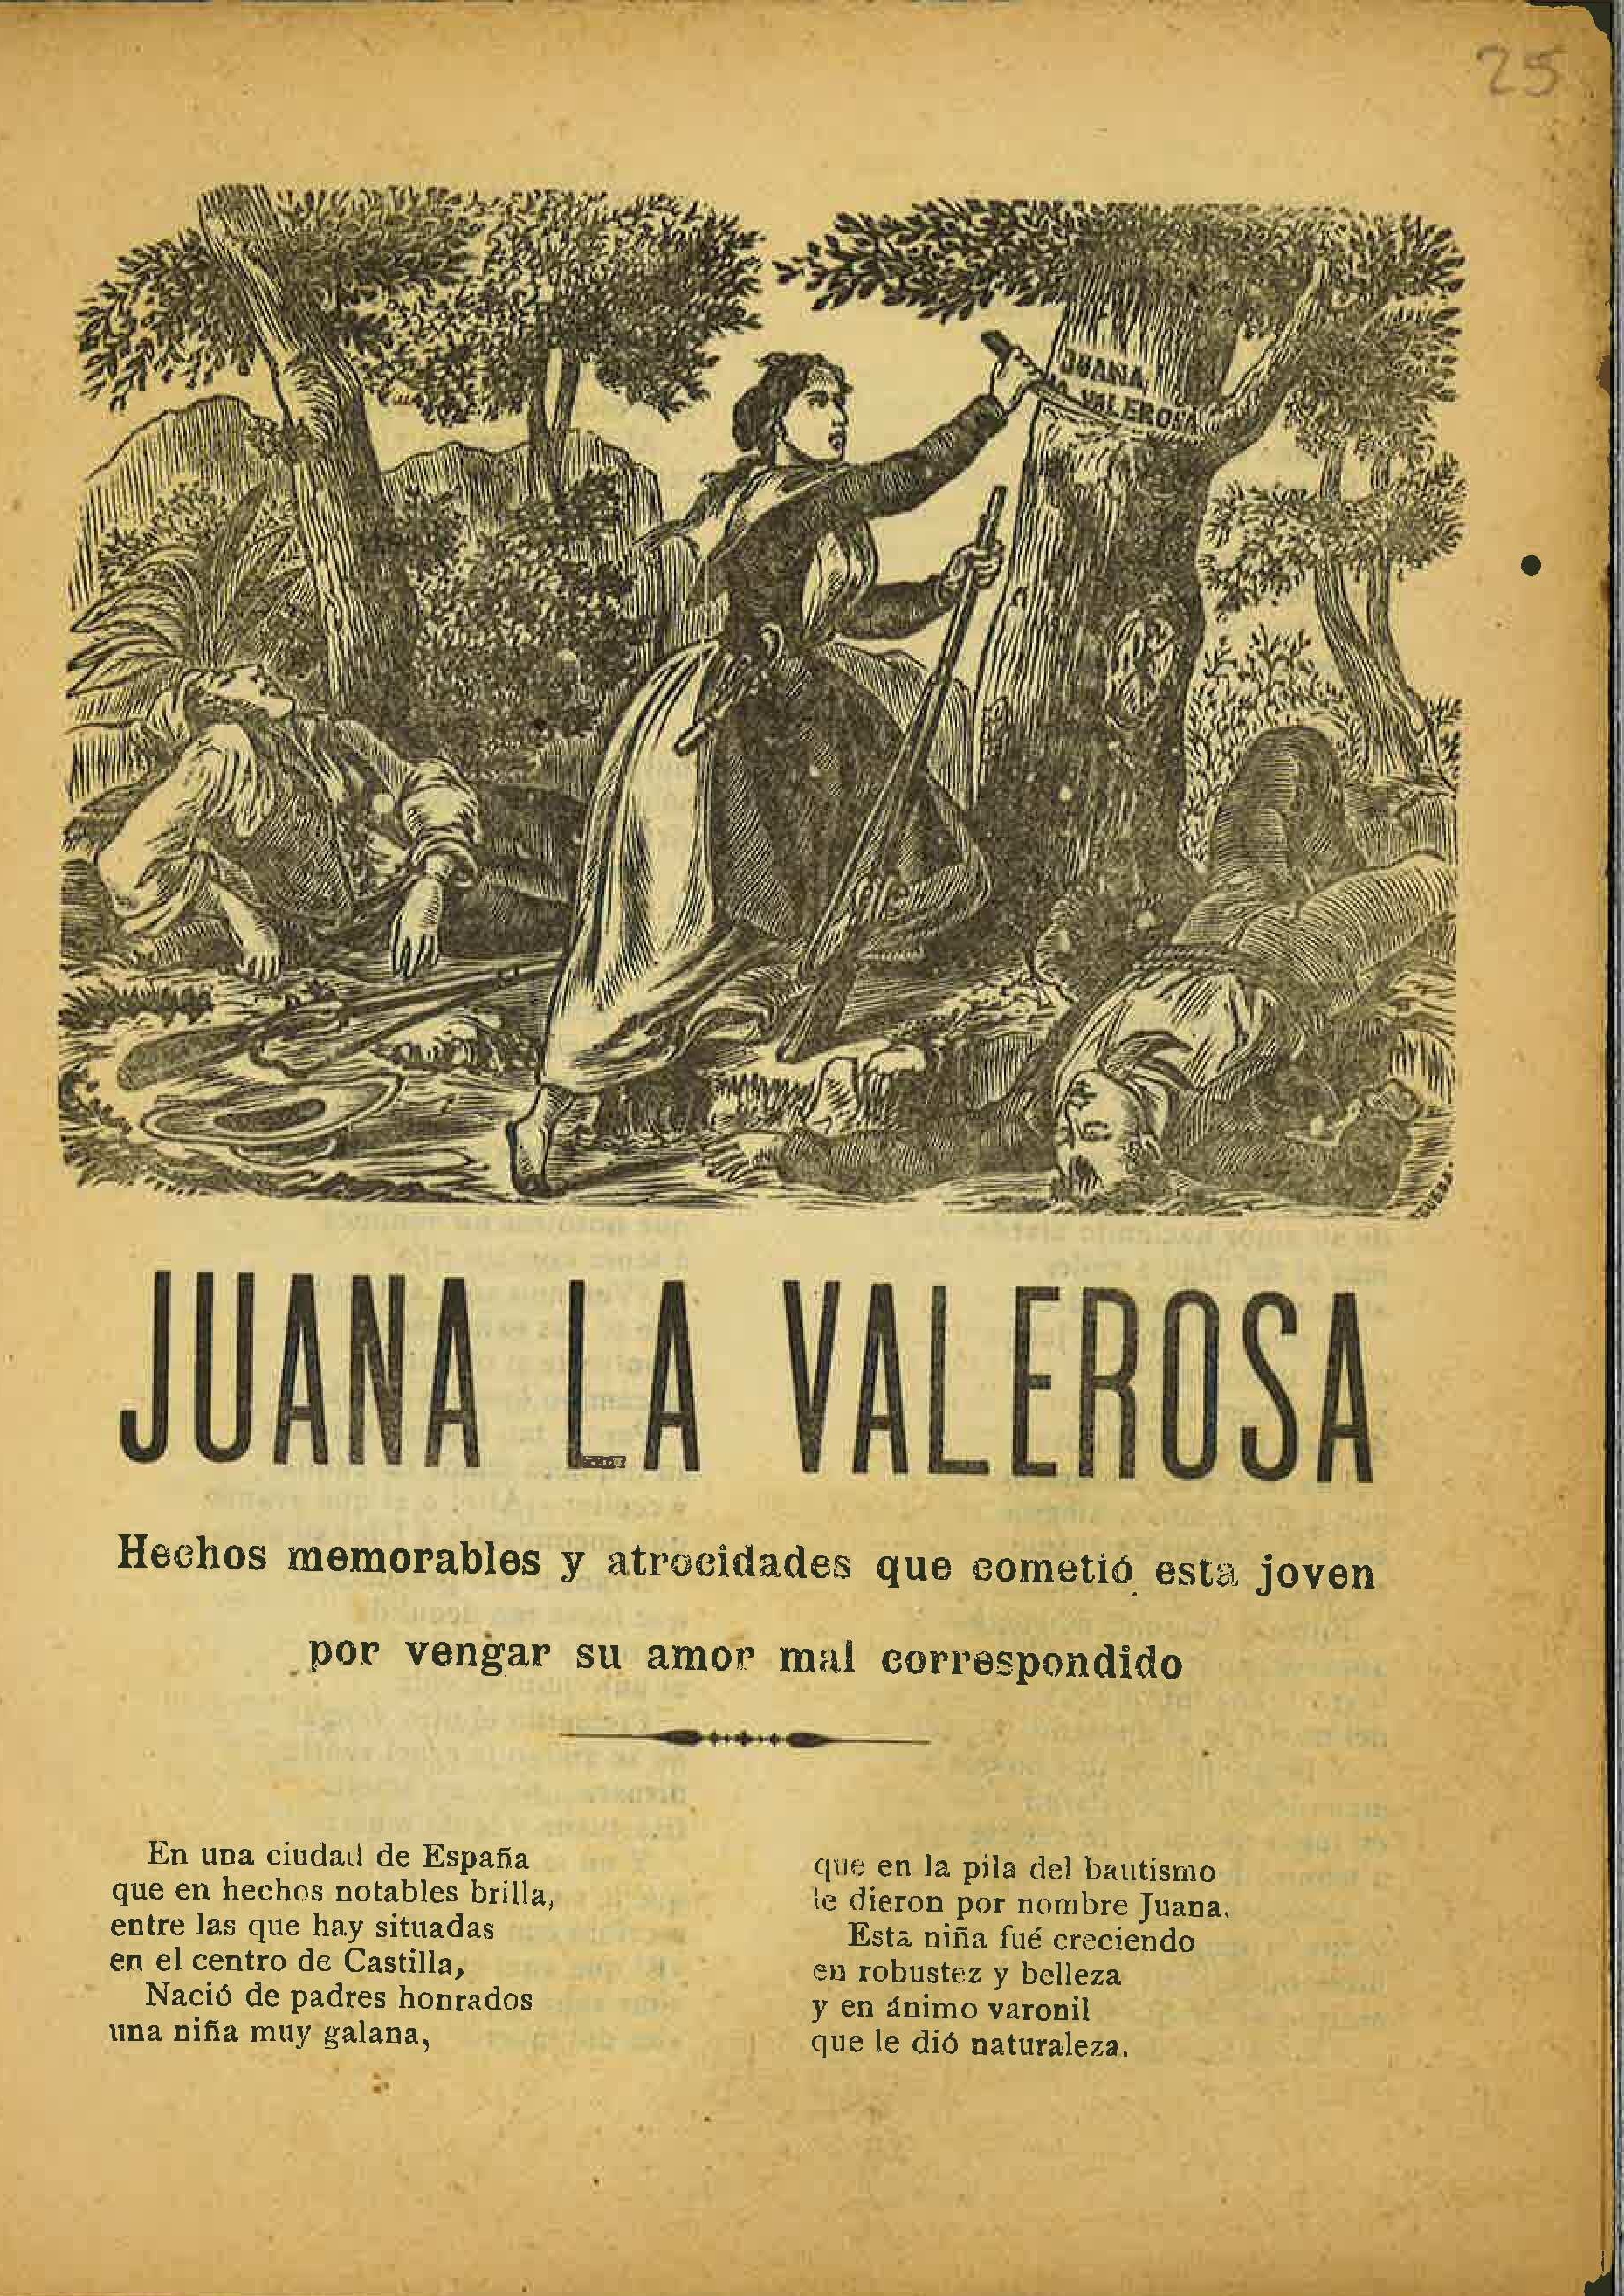 25
JUANA
LA VALEROSA
JUANA LA VALEROSA
Hechos memorables y atrocidades que cometió esta joven
por vengar su amor mal correspondido
En una ciudad de España
que en hechos notables brilla,
entre las que hay situadas
en el centro de Castilla,
Nació de padres honrados
una niña muy galana,
que en la pila del bautismo
le dieron por nombre Juana.
Esta niña fué creciendo
en robustez y belleza
y en ánimo varonil
que le dió naturaleza.